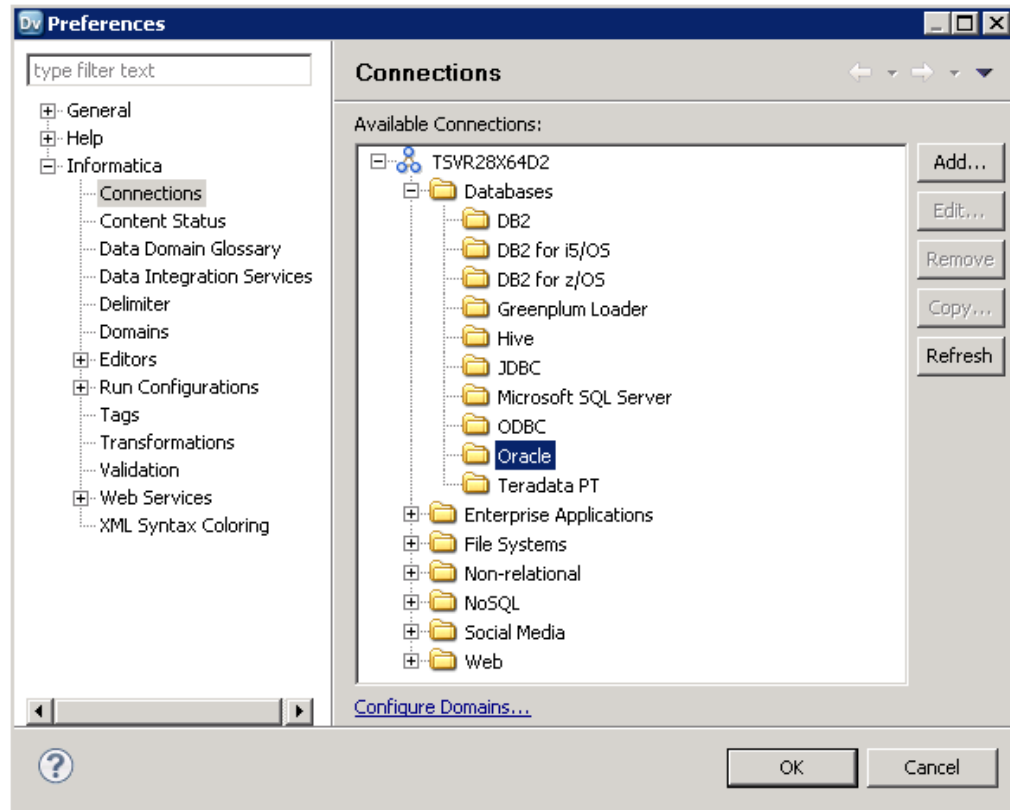 Dv Preferences
type filter text
General
Help
Informatica
Connections
Content Status
Data Domain Glossary
Data Integration Services
Delimiter
Domains
Editors
Run Configurations
Tags
Transformations
Validation
Web Services
XML Syntax Coloring
Connections
Available Connections:
TSVR28X64D2
Databases
DB2
DB2 for i5/OS
DB2 for z/OS
Greenplum Loader
Hive
JDBC
Microsoft SQL Server
ODBC
Oracle
Teradata PT
Enterprise Applications
File Systems
Non-relational
NoSQL
Social Media
Web
Add...
Edit...
Remove
Copy...
Refresh
Configure Domains...
?
OK
Cancel